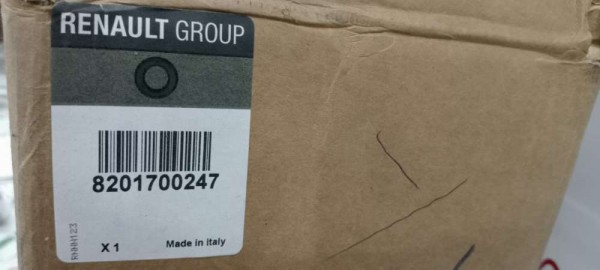 RENAULT GROUP
8201700247
X 1 Made in italy